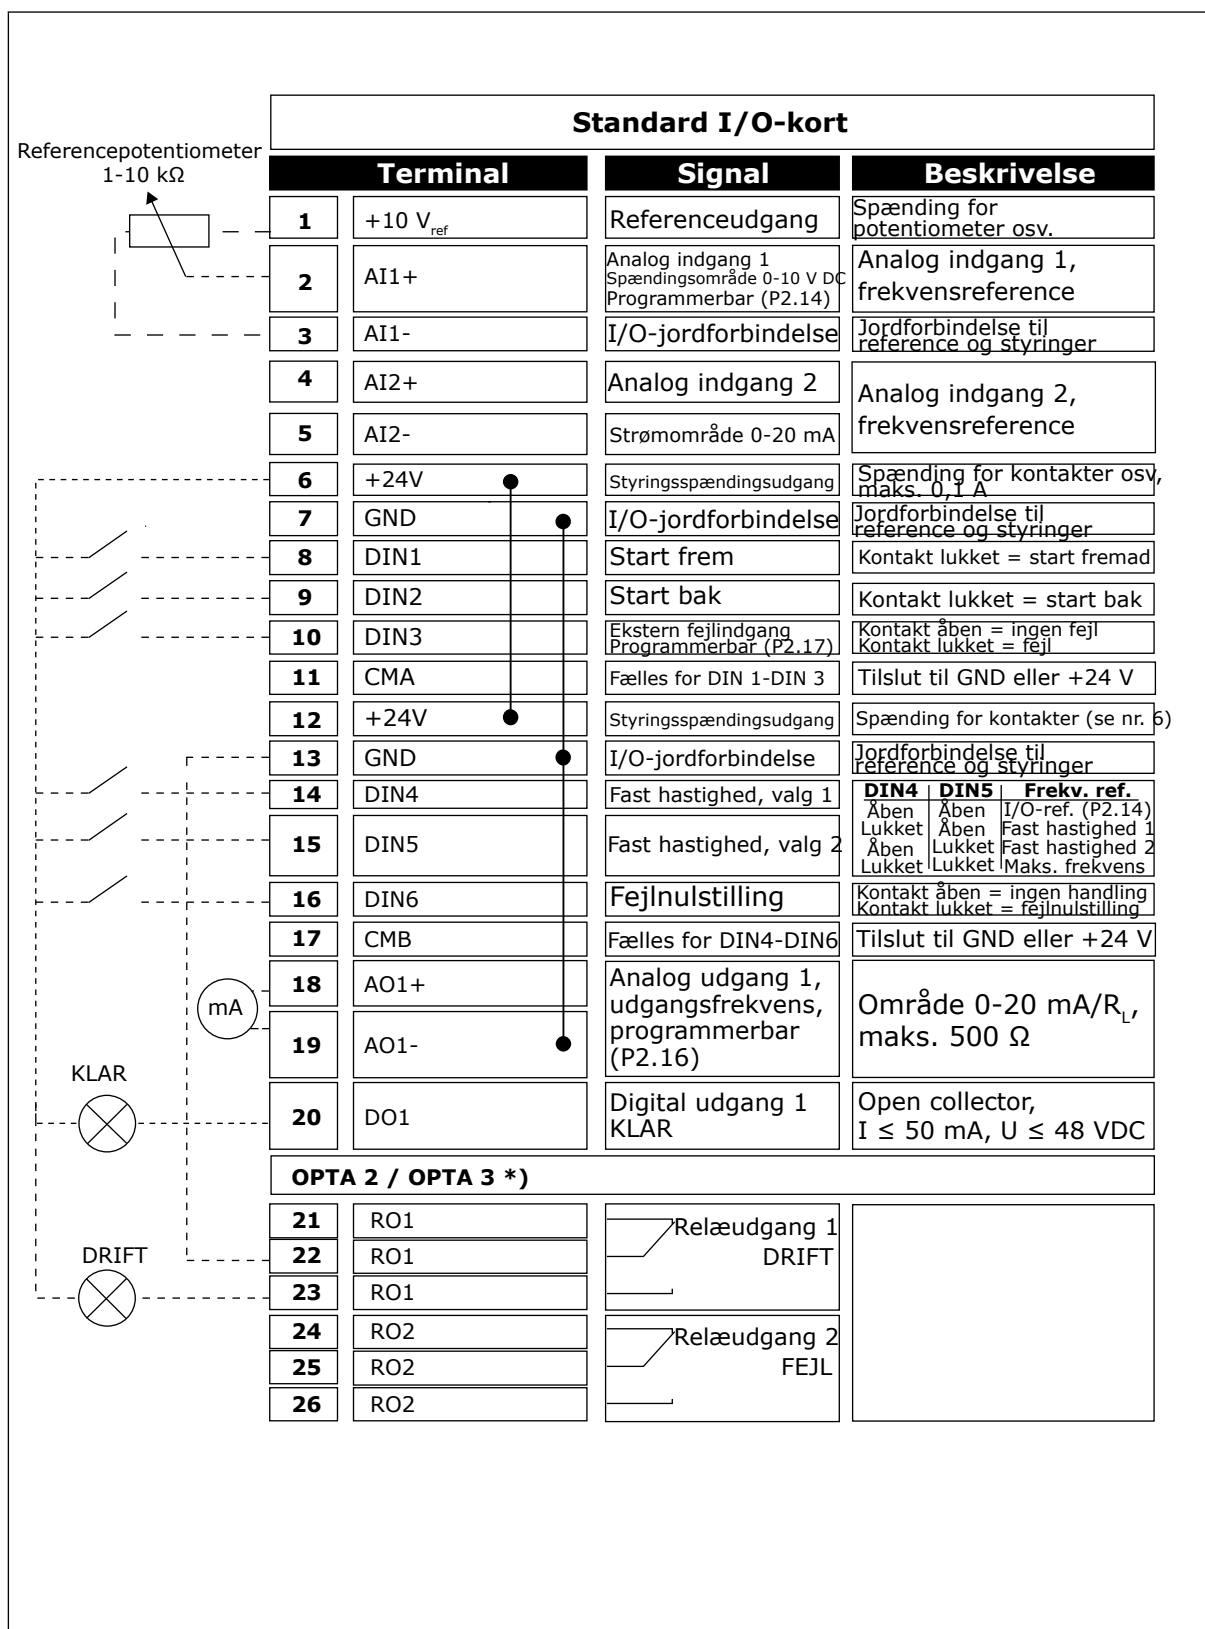 Standard I/O-kort
Referencepotentiometer
1-10 kΩ
Terminal Signal Beskrivelse
1 +10 Vref Referenceudgang Spænding for
potentiometer osv.
2 AI1+ Analog indgang 1
Spændingsområde 0-10 V DC
Programmerbar (P2.14)
Analog indgang 1,
frekvensreference
3 AI1- I/O-jordforbindelse Jordforbindelse til
reference og styringer
4 AI2+ Analog indgang 2
Analog indgang 2,
frekvensreference
5 AI2- Strømområde 0-20 mA
6 +24V Styringsspændingsudgang Spænding for kontakter osv,
maks. 0,1 A
7 GND I/O-jordforbindelse Jordforbindelse til
reference og styringer
8 DIN1 Start frem Kontakt lukket = start fremad
9 DIN2 Start bak Kontakt lukket = start bak
10 DIN3 Ekstern fejlindgang
Programmerbar (P2.17)
Kontakt åben = ingen fejl
Kontakt lukket = fejl
11 CMA Fælles for DIN 1-DIN 3 Tilslut til GND eller +24 V
12 +24V Styringsspændingsudgang Spænding for kontakter (se nr. 6)
13 GND I/O-jordforbindelse Jordforbindelse til
reference og styringer
14 DIN4 Fast hastighed, valg 1
15 DIN5 Fast hastighed, valg 2
DIN4 DIN5 Frekv. ref.
Åben Åben I/O-ref. (P2.14)
Lukket Åben Fast hastighed 1
Åben Lukket Fast hastighed 2
Lukket Lukket Maks. frekvens
16 DIN6 Fejlnulstilling Kontakt åben = ingen handling
Kontakt lukket = fejlnulstilling
17 CMB Fælles for DIN4-DIN6 Tilslut til GND eller +24 V
mA
18 AO1+
19 AO1-
Analog udgang 1,
udgangsfrekvens,
programmerbar
(P2.16)
Område 0-20 mA/RL,
maks. 500 Ω
KLAR
20 DO1 Digital udgang 1
KLAR
Open collector,
I ≤ 50 mA, U ≤ 48 VDC
OPTA 2 / OPTA 3 *)
21 RO1
22 RO1
23 RO1
Relæudgang 1
DRIFT
DRIFT
24 RO2
25 RO2
26 RO2
Relæudgang 2
FEJL